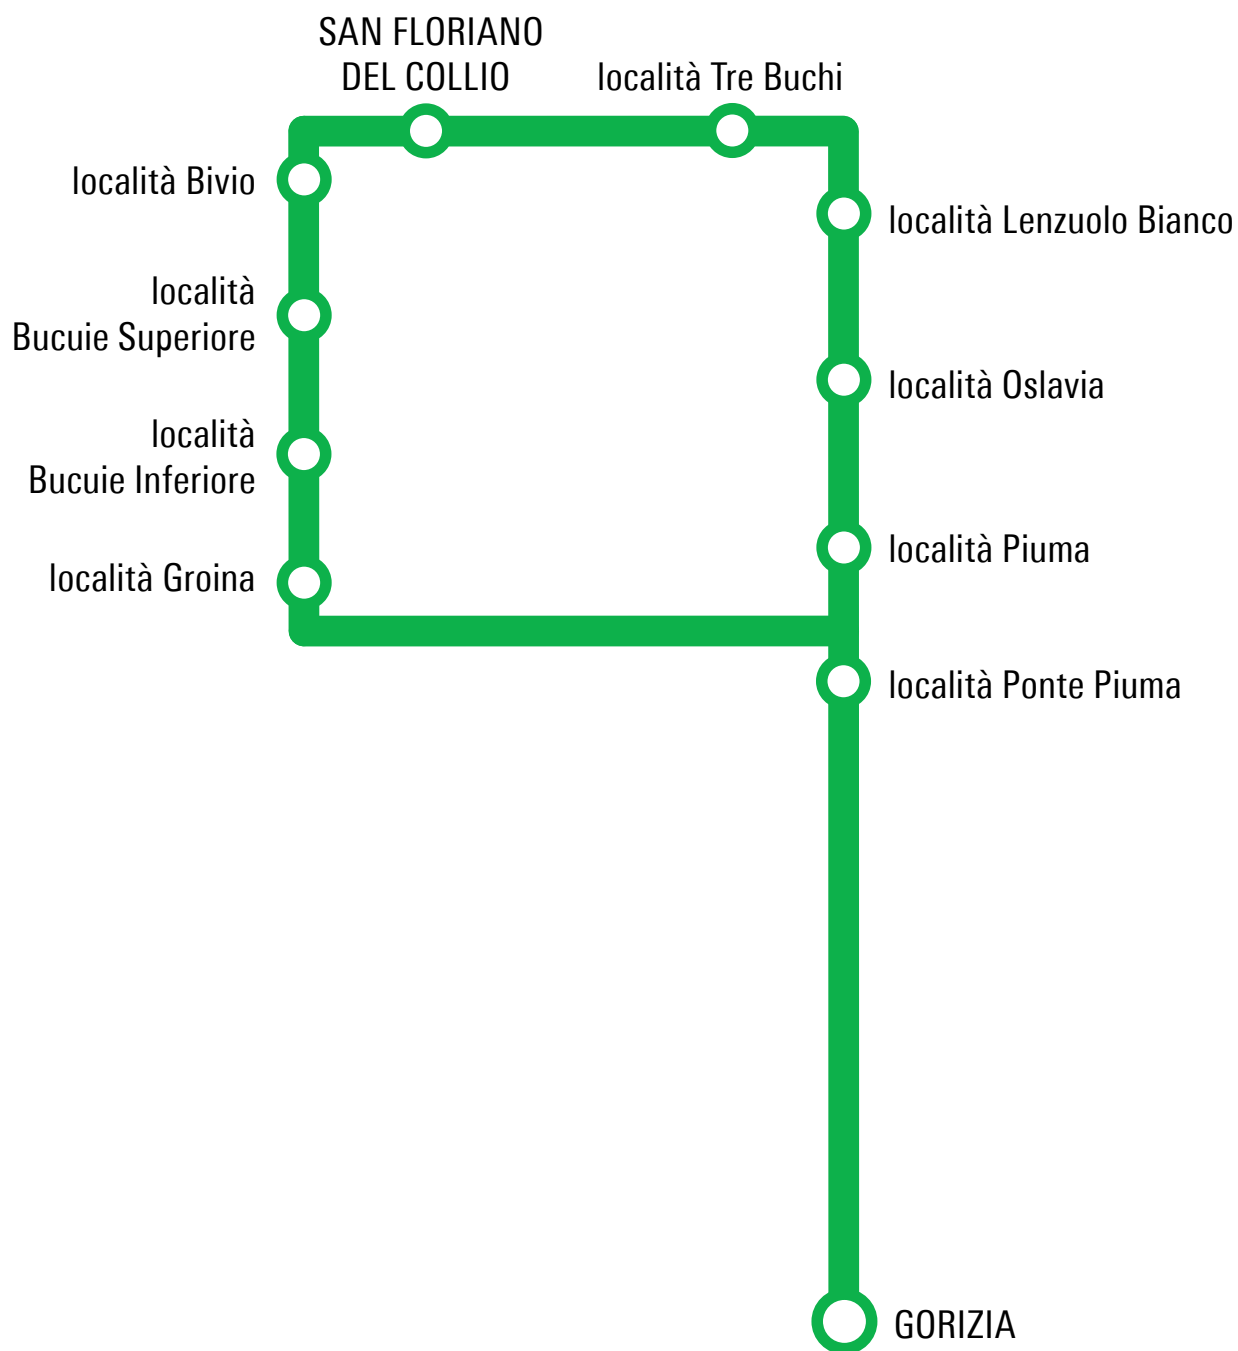 SAN FLORIANO
DEL COLLIO
località Tre Buchi
località Bivio
località Lenzuolo Bianco
località
Bucuie Superiore
località Oslavia
località
Bucuie Inferiore
località Piuma
località Groina
località Ponte Piuma
GORIZIA